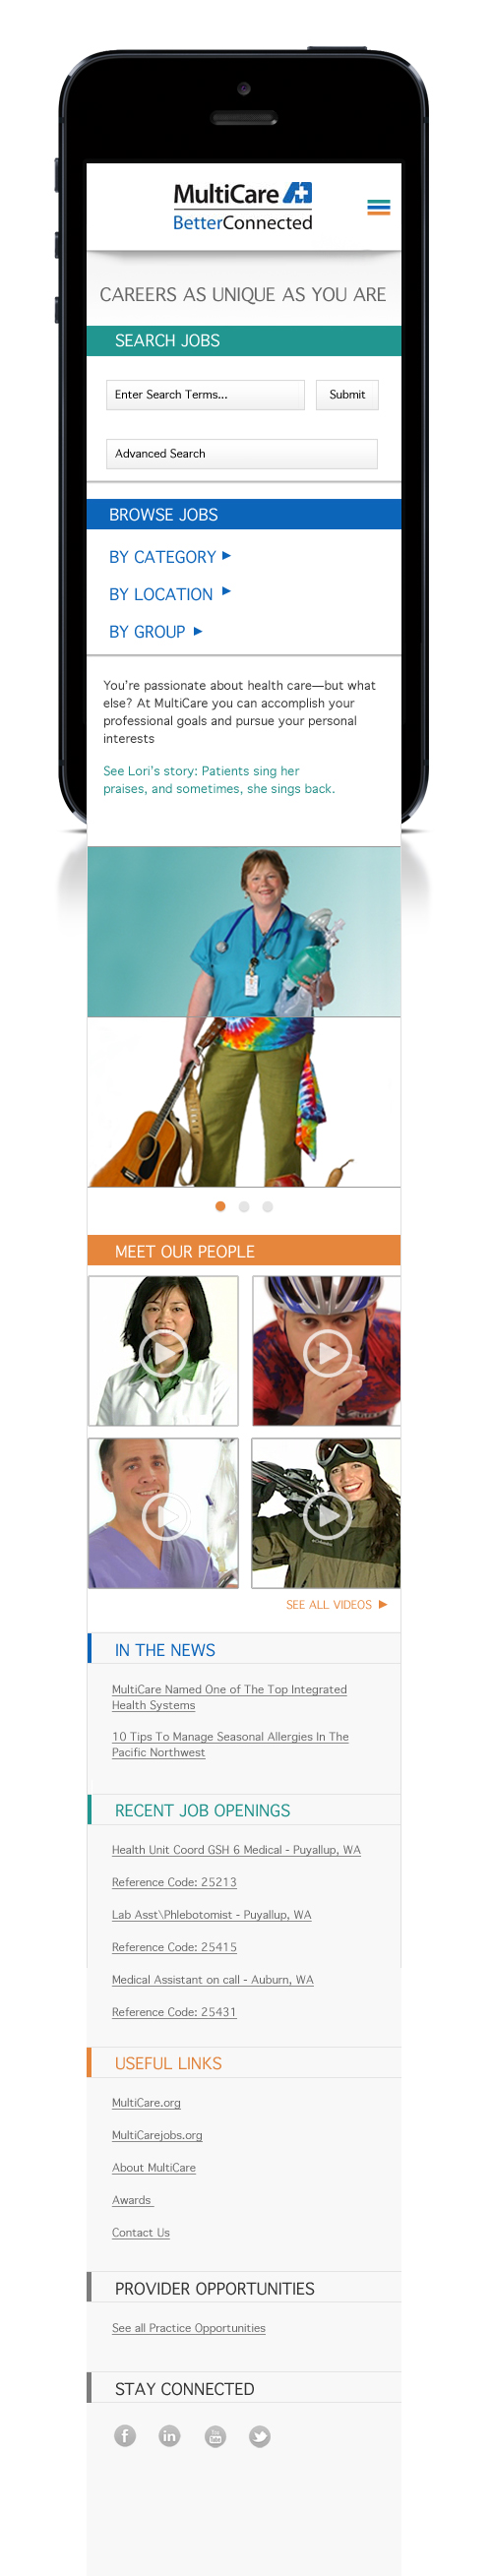 MultiCare
BetterConnected
CAREERS AS UNIQUE AS YOU ARE
SEARCH JOBS
Enter Search Terms... Submit
Advanced Search
BROWSE JOBS
BY CATEGORY
BY LOCATION
BY GROUP
You're passionate about health care—but what
else? At MultiCare you can accomplish your
professional goals and pursue your personal
interests
See Lori's story: Patients sing her
praises, and sometimes, she sings back.
MEET OUR PEOPLE
SEE ALL VIDEOS
IN THE NEWS
MultiCare Named One of The Top Integrated
Health Systems
10 Tips To Manage Seasonal Allergies In The
Pacific Northwest
RECENT JOB OPENINGS
Health Unit Coord GSH 6 Medical - Puyallup, WA
Reference Code: 25213
Lab Asst\Phlebotomist - Puyallup, WA
Reference Code: 25415
Medical Assistant on call - Auburn, WA
Reference Code: 25431
USEFUL LINKS
MultiCare.org
MultiCarejobs.org
About MultiCare
Awards
Contact Us
PROVIDER OPPORTUNITIES
See all Practice Opportunities
STAY CONNECTED
f in You Tube